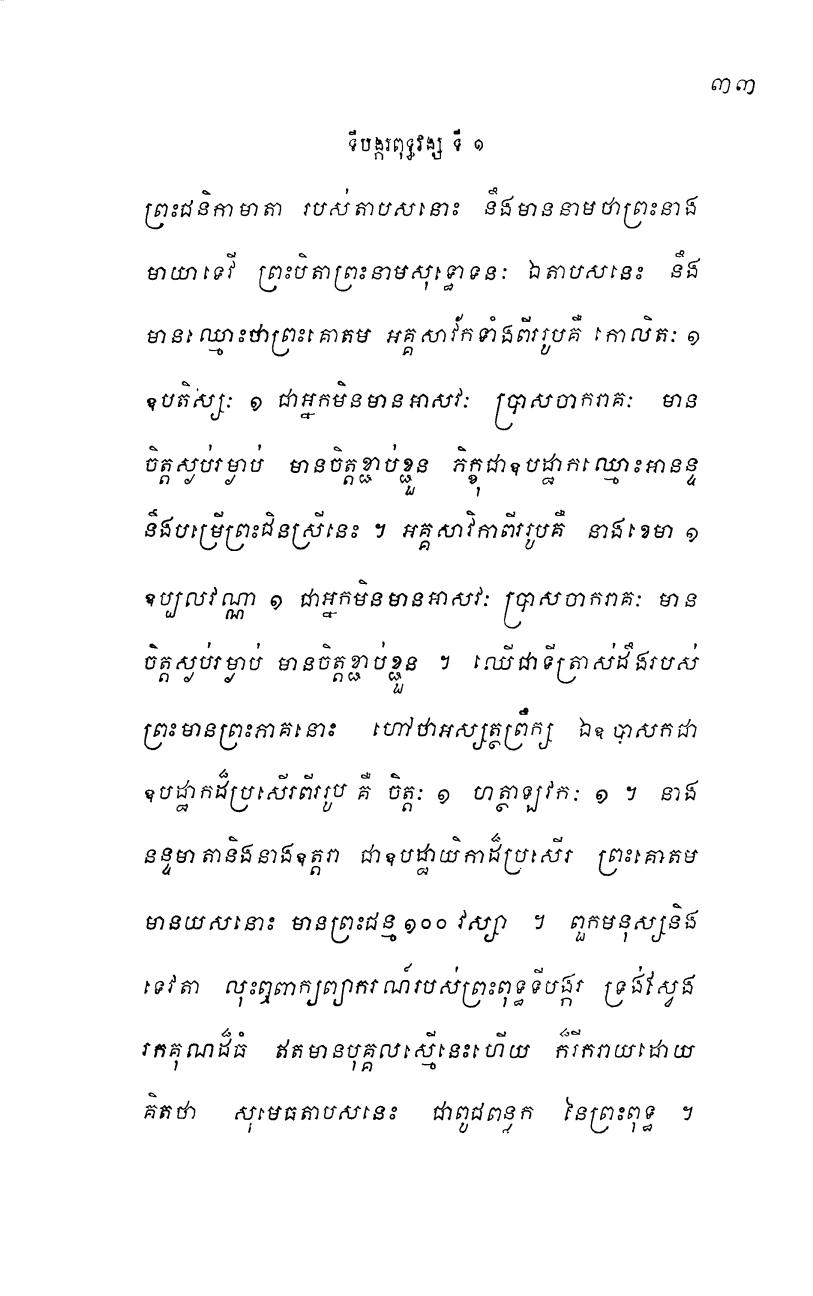 ៣៣
ទីបង្ករពុទ្ធវង្ស ទី ១
ព្រះជនិកាមាតា របស់តាបសនោះ នឹងមាននាមថាព្រះនាង
មាយាទេវី ព្រះបិតាព្រះនាមសុទ្ធោទនៈ ឯតាបសនេះ នឹង
មានឈ្មោះថាព្រះគោតម អគ្គសាវ័កទាំងពីររូបគឺ កោលិតៈ ១
ឧបតិស្សៈ ១ ជាអ្នកមិនមានអាសវៈ ប្រាសចាករាគៈ មាន
ចិត្តស្ងប់រម្ងាប់ មានចិត្តខ្ជាប់ខ្ជួន ភិក្ខុជាឧបដ្ឋាកឈ្មោះអានន្ទ
នឹងបម្រើព្រះជិនស្រីនេះ ។ អគ្គសាវិកាពីររូបគឺ នាងខេមា ១
ឧប្បលវណ្ណា ១ ជាអ្នកមិនមានអាសវៈ ប្រាសចាករាគៈ មាន
ចិត្តស្ងប់រម្ងាប់ មានចិត្តខ្ជាប់ខ្ជួន ។ ឈើជាទីត្រាស់ដឹងរបស់
ព្រះមានព្រះភាគនោះ ហៅថាអស្សត្ថព្រឹក្ស ឯឧបាសកជា
ឧបដ្ឋាកដ៏ប្រសើរពីររូប គឺ ចិត្តៈ ១ ហត្ថាឡវកៈ ១ ។ នាង
នន្ទមាតានិងនាងឧត្តរា ជាឧបដ្ឋាយិកាដ៏ប្រសើរ ព្រះគោតម
មានយសនោះ មានព្រះជន្ម ១០០ វស្សា ។ ពួកមនុស្សនិង
ទេវតា លុះឮពាក្យព្យាករណ៍របស់ព្រះពុទ្ធទីបង្ករ ទ្រង់ស្វែង
រកគុណដ៏ធំ ឥតមានបុគ្គលស្មើនេះហើយ ក៏រីករាយដោយ
គិតថា សុមេធតាបសនេះ ជាពូជពន្ធុក នៃព្រះពុទ្ធ ។